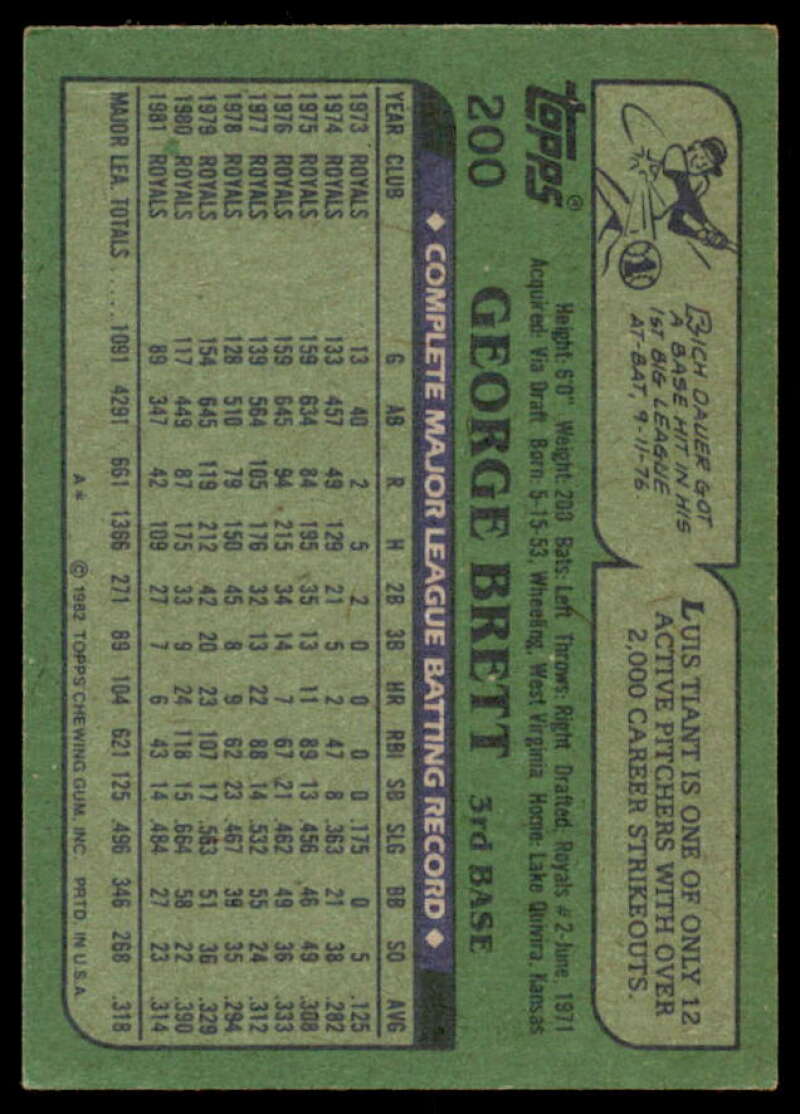 RICH DAUER GOT
A BASE HIT IN HIS
1ST BIG LEAGUE
AT-BAT, 9-11-76
1
LUIS TIANT IS ONE OF ONLY 12
ACTIVE PITCHERS WITH OVER
2,000 CAREER STRIKEOUTS.
Topps®
Height: 6'0" Weight: 200 Bats: Left Throws: Right Drafted, Royals #2-June, 1971
Acquired: Via Draft Born: 5-15-53, Wheeling, West Virginia Home: Lake Quivira, Kansas
200 GEORGE BRETT 3rd BASE
◆ COMPLETE MAJOR LEAGUE BATTING RECORD ◆
YEAR CLUB G AB R H 2B 3B HR RBI SB SLG BB SO AVG
1973 ROYALS 13 40 2 5 2 0 0 0 0 .175 0 5 .125
1974 ROYALS 133 457 49 129 21 5 2 47 8 .363 21 38 .282
1975 ROYALS 159 634 84 195 35 13 11 89 13 .456 46 49 .308
1976 ROYALS 159 645 94 215 34 14 7 67 21 .462 49 36 .333
1977 ROYALS 139 564 105 176 32 13 22 88 14 .532 55 24 .312
1978 ROYALS 128 510 79 150 45 8 9 62 23 .467 39 35 .294
1979 ROYALS 154 645 119 212 42 20 23 107 17 .563 51 36 .329
1980 ROYALS 117 449 87 175 33 9 24 118 15 .664 58 22 .390
1981 ROYALS 89 347 42 109 27 7 6 43 14 .484 27 23 .314
MAJOR LEA. TOTALS .... 1091 4291 661 1366 271 89 104 621 125 .496 346 268 .318
A* © 1982 TOPPS CHEWING GUM, INC. PRTD. IN U.S.A.